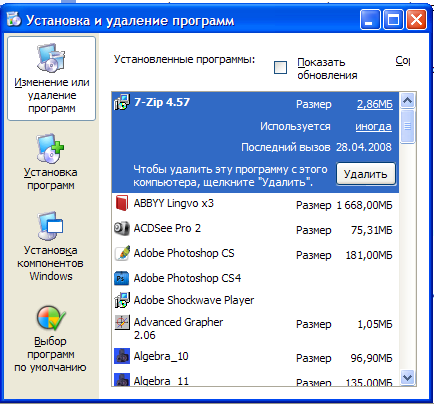 Установка и удаление программ
Изменение или
удаление
программ
Установка
программ
Установка
компонентов
Windows
Выбор
программ
по умолчанию
Установленные программы:
Показать
обновления
Со
7-Zip 4.57
Размер 2,86МБ
Используется иногда
Последний вызов 28.04.2008
Чтобы удалить эту программу с этого
компьютера, щелкните "Удалить".
Удалить
ABBYY Lingvo x3 Размер 1 668,00МБ
ACDSee Pro 2 Размер 75,31МБ
Adobe Photoshop CS Размер 181,00МБ
Adobe Photoshop CS4
Adobe Shockwave Player
Advanced Grapher
2.06
Размер 1,05МБ
Algebra_10 Размер 96,90МБ
Algebra_11 Размер 135,00МБ